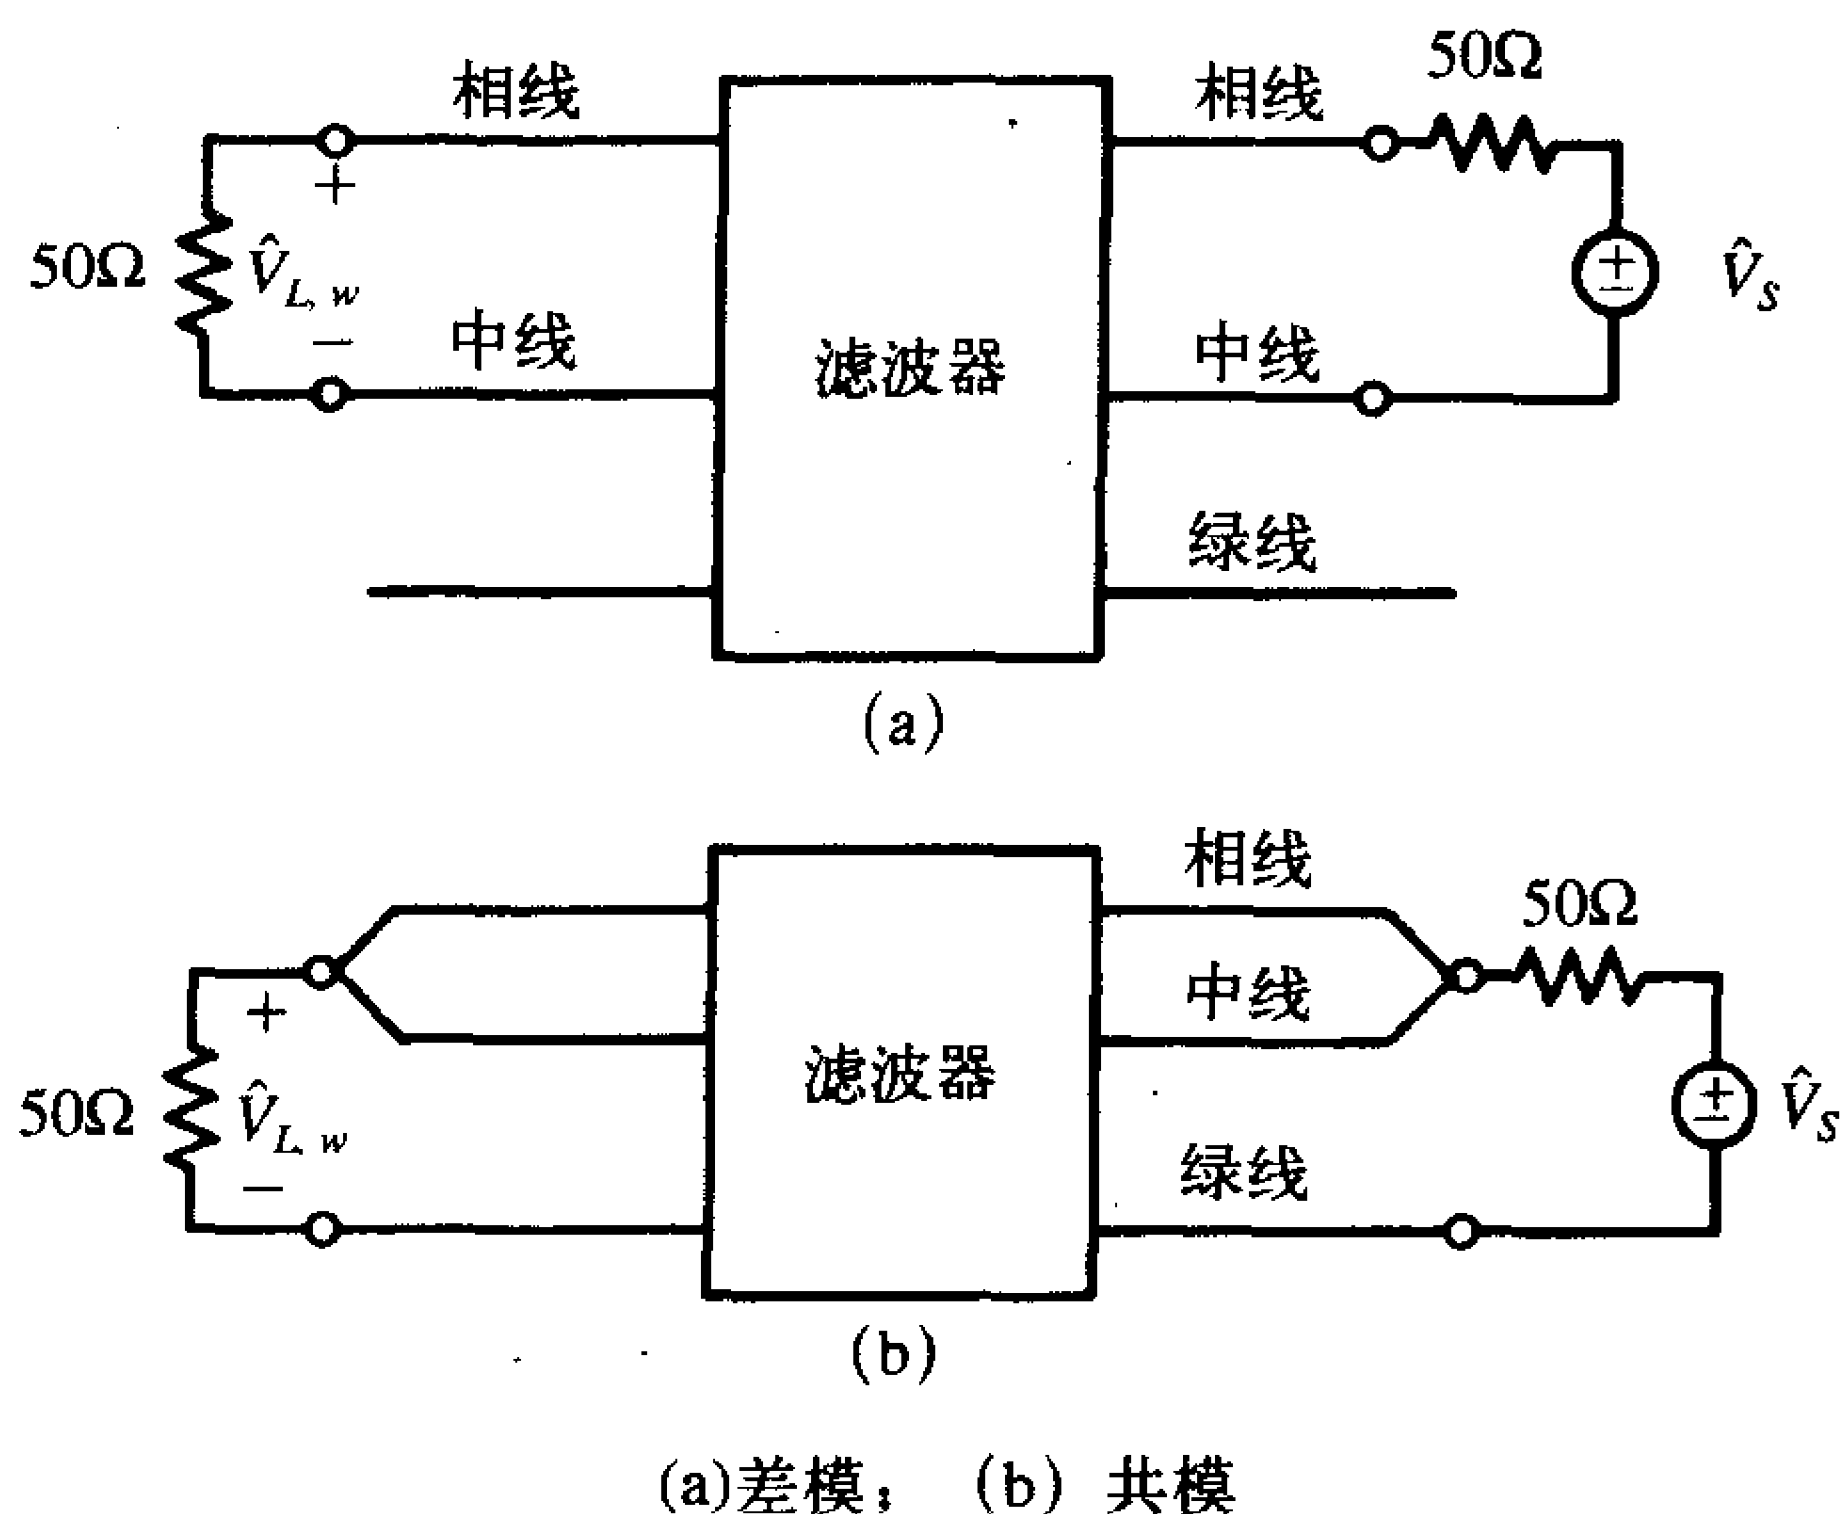 50Ω
相线 相线
+
50Ω V̂L, w ± V̂S
− 中线 中线
滤波器
绿线
(a)
相线
50Ω
+ 中线
滤波器
50Ω V̂L, w ± V̂S
− 绿线
(b)
(a)差模； (b) 共模